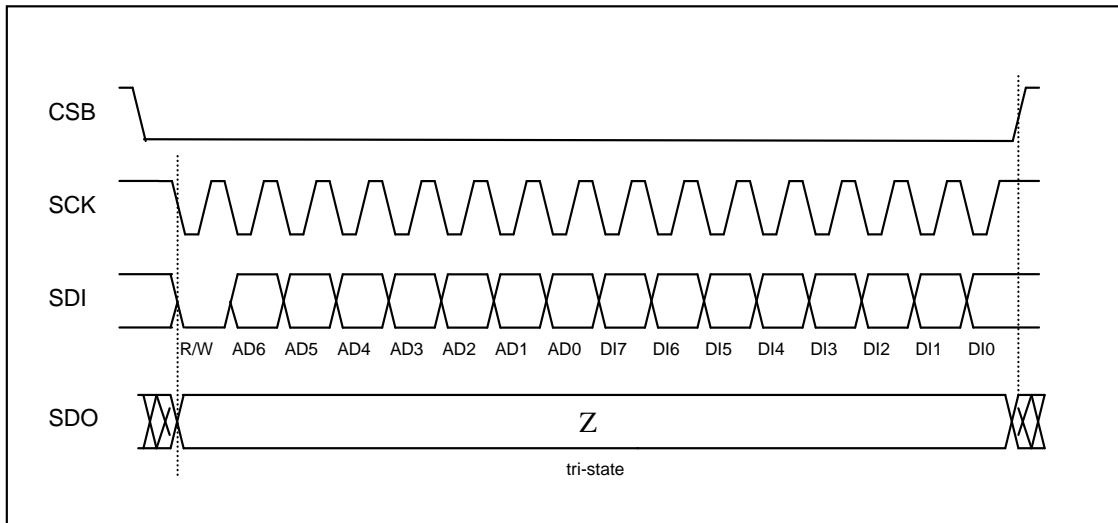 CSB
SCK
SDI
R/W AD6 AD5 AD4 AD3 AD2 AD1 AD0 DI7 DI6 DI5 DI4 DI3 DI2 DI1 DI0
SDO
Z
tri-state